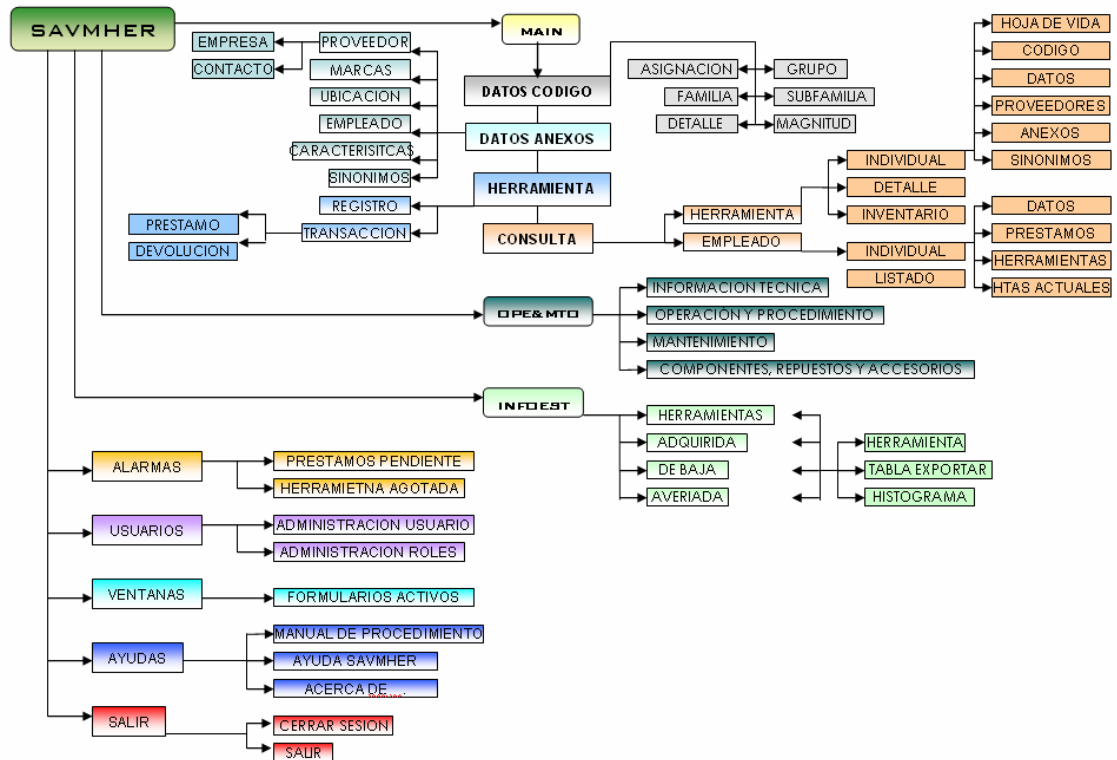 SAVMHER
MAIN
EMPRESA
CONTACTO
PROVEEDOR
MARCAS
UBICACION
EMPLEADO
CARACTERISITCAS
SINONIMOS
DATOS CODIGO
DATOS ANEXOS
HERRAMIENTA
CONSULTA
ASIGNACION
GRUPO
FAMILIA
SUBFAMILIA
DETALLE
MAGNITUD
REGISTRO
TRANSACCION
PRESTAMO
DEVOLUCION
HERRAMIENTA
EMPLEADO
INDIVIDUAL
DETALLE
INVENTARIO
INDIVIDUAL
LISTADO
HOJA DE VIDA
CODIGO
DATOS
PROVEEDORES
ANEXOS
SINONIMOS
DATOS
PRESTAMOS
HERRAMIENTAS
HTAS ACTUALES
OPE&MTO
INFORMACION TECNICA
OPERACIÓN Y PROCEDIMIENTO
MANTENIMIENTO
COMPONENTES, REPUESTOS Y ACCESORIOS
INFOEST
HERRAMIENTAS
ADQUIRIDA
DE BAJA
AVERIADA
HERRAMIENTA
TABLA EXPORTAR
HISTOGRAMA
ALARMAS
PRESTAMOS PENDIENTE
HERRAMIETNA AGOTADA
USUARIOS
ADMINISTRACION USUARIO
ADMINISTRACION ROLES
VENTANAS
FORMULARIOS ACTIVOS
AYUDAS
MANUAL DE PROCEDIMIENTO
AYUDA SAVMHER
ACERCA DE....
SALIR
CERRAR SESION
SALIR